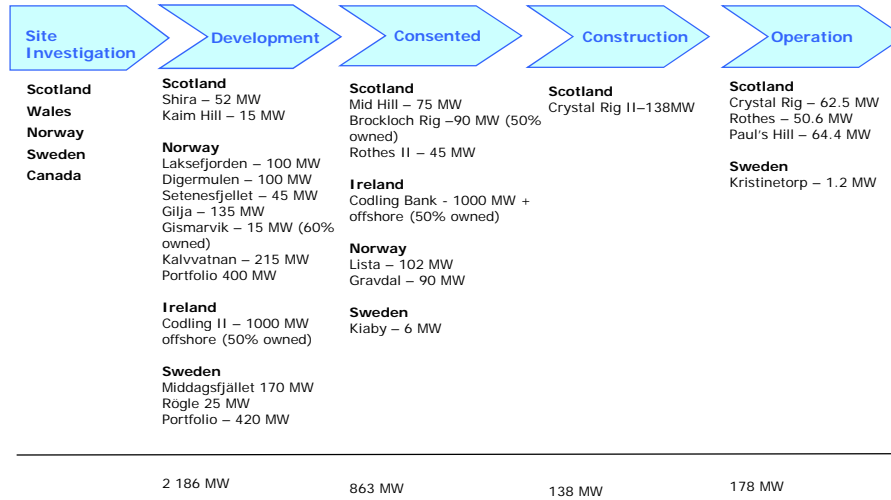 Site
Investigation
Development
Consented
Construction
Operation
Scotland
Wales
Norway
Sweden
Canada
Scotland
Shira – 52 MW
Kaim Hill – 15 MW
Norway
Laksefjorden – 100 MW
Digermulen – 100 MW
Setenesfjellet – 45 MW
Gilja – 135 MW
Gismarvik – 15 MW (60%
owned)
Kalvvatnan – 215 MW
Portfolio 400 MW
Ireland
Codling II – 1000 MW
offshore (50% owned)
Sweden
Middagsfjället 170 MW
Rögle 25 MW
Portfolio – 420 MW
Scotland
Mid Hill – 75 MW
Brockloch Rig –90 MW (50%
owned)
Rothes II – 45 MW
Ireland
Codling Bank - 1000 MW +
offshore (50% owned)
Norway
Lista – 102 MW
Gravdal – 90 MW
Sweden
Kiaby – 6 MW
Scotland
Crystal Rig II–138MW
Scotland
Crystal Rig – 62.5 MW
Rothes – 50.6 MW
Paul's Hill – 64.4 MW
Sweden
Kristinetorp – 1.2 MW
2 186 MW
863 MW
138 MW
178 MW